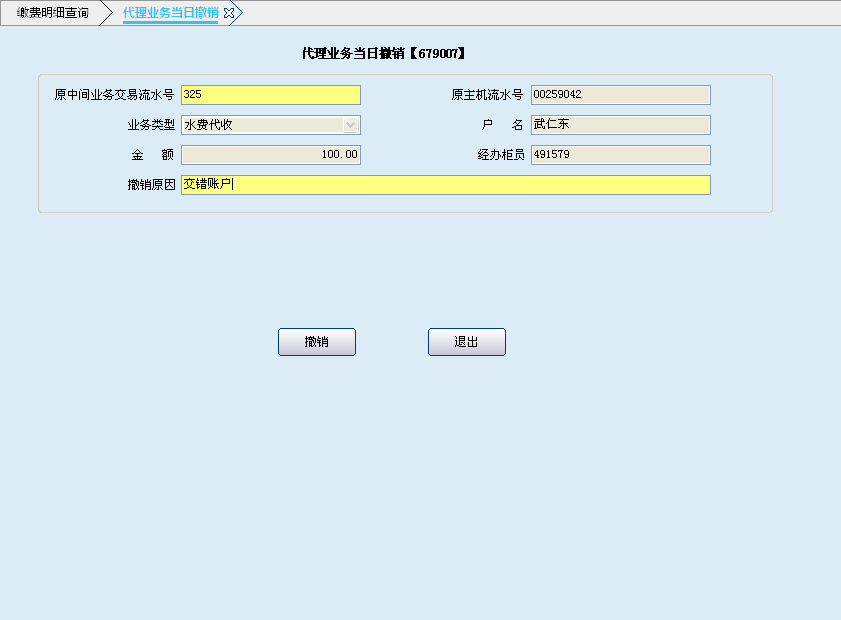 缴费明细查询 代理业务当日撤销
代理业务当日撤销【679007】
原中间业务交易流水号 325 原主机流水号 00259042
业务类型 水费代收 户 名 武仁东
金 额 100.00 经办柜员 491579
撤销原因 交错账户
撤销 退出